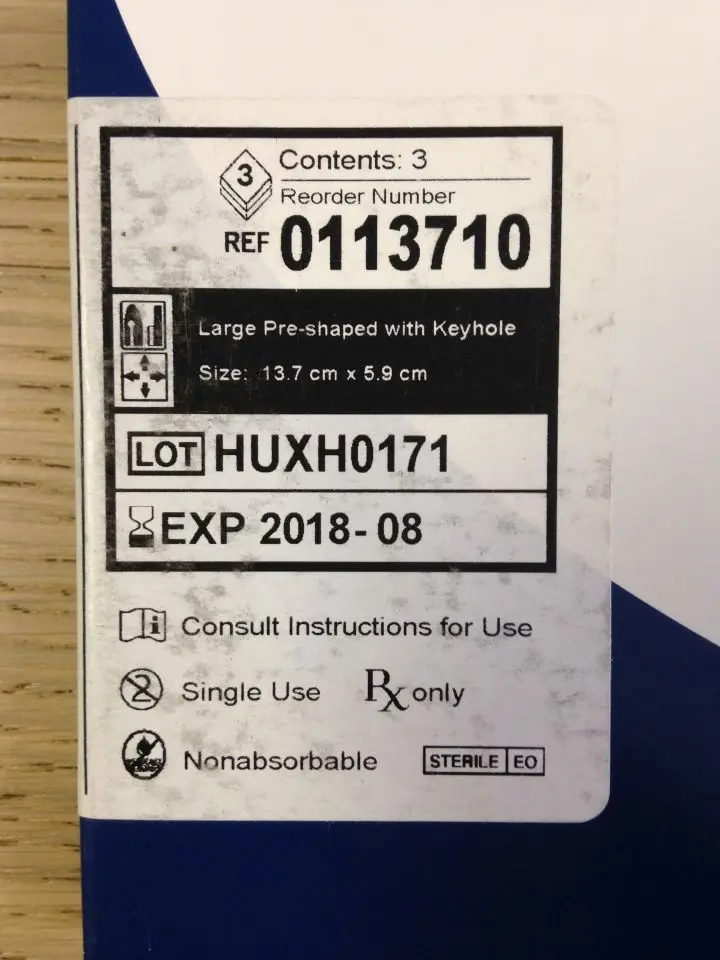 3
Contents: 3
Reorder Number
REF 0113710
Large Pre-shaped with Keyhole
Size: 13.7 cm x 5.9 cm
LOT HUXH0171
EXP 2018-08
i Consult Instructions for Use
2 Single Use Rx only
Nonabsorbable STERILE EO